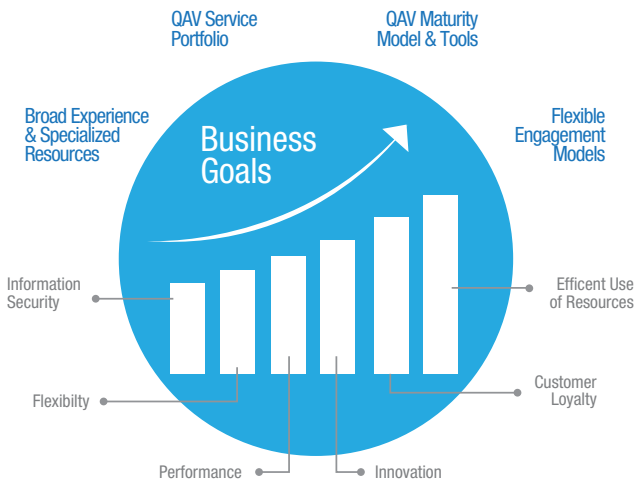 QAV Service
Portfolio
QAV Maturity
Model & Tools
Broad Experience
& Specialized
Resources
Flexible
Engagement
Models
Business
Goals
Information
Security
Efficent Use
of Resources
Flexibilty
Customer
Loyalty
Performance
Innovation